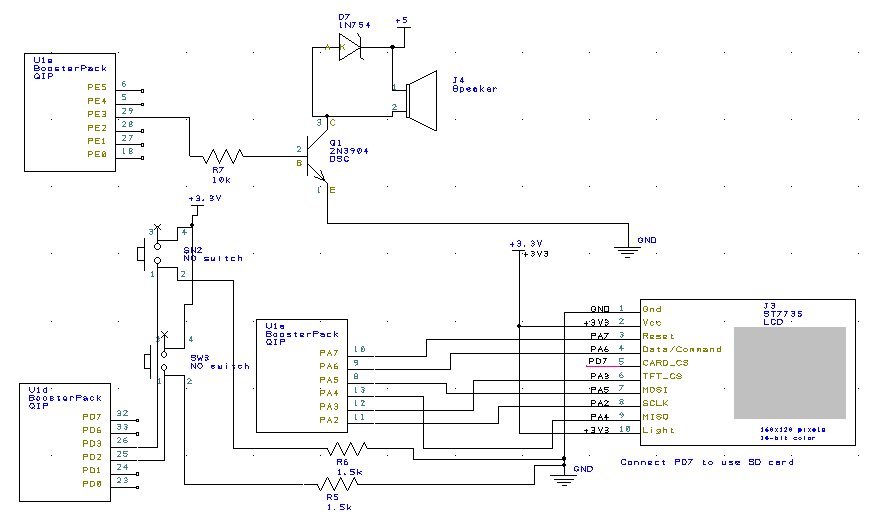 D7
1N754
+5
A K
U1e
BoosterPack
QIP
PE5 6
PE4 5
PE3 29
PE2 28
PE1 27
PE0 18
J4
Speaker
1
2
3 C
Q1
2N3904
DSC
2
B
1 E
R7
10k
+3.3V
3 4
SW2
NO switch
1 2
GND
+3.3V
+3V3
J3
ST7735
LCD
GND 1 Gnd
+3V3 2 Vcc
PA7 3 Reset
PA6 4 Data/Command
PD7 5 CARD_CS
PA3 6 TFT_CS
PA5 7 MOSI
PA2 8 SCLK
PA4 9 MISO
+3V3 10 Light
160x128 pixels
16-bit color
Connect PD7 to use SD card
U1a
BoosterPack
QIP
PA7 10
PA6 9
PA5 8
PA4 13
PA3 12
PA2 11
3 4
SW3
NO switch
1 2
U1d
BoosterPack
QIP
PD7 32
PD6 33
PD3 26
PD2 25
PD1 24
PD0 23
R6
1.5k
R5
1.5k
GND